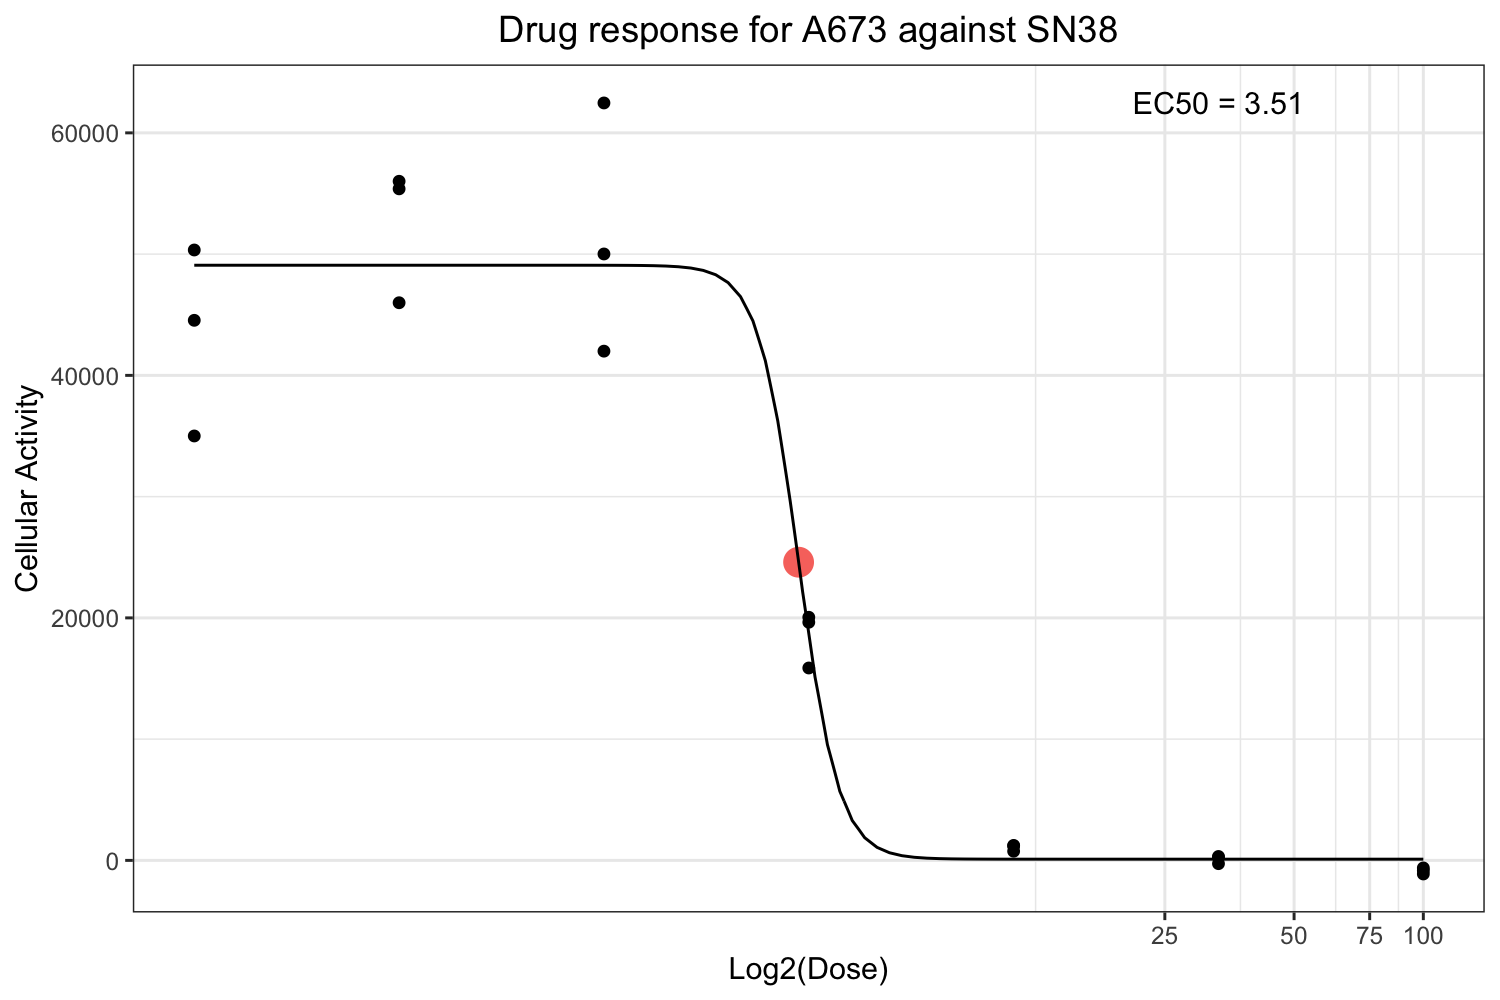 Drug response for A673 against SN38
EC50 = 3.51
60000
40000
20000
0
Cellular Activity
25 50 75 100
Log2(Dose)